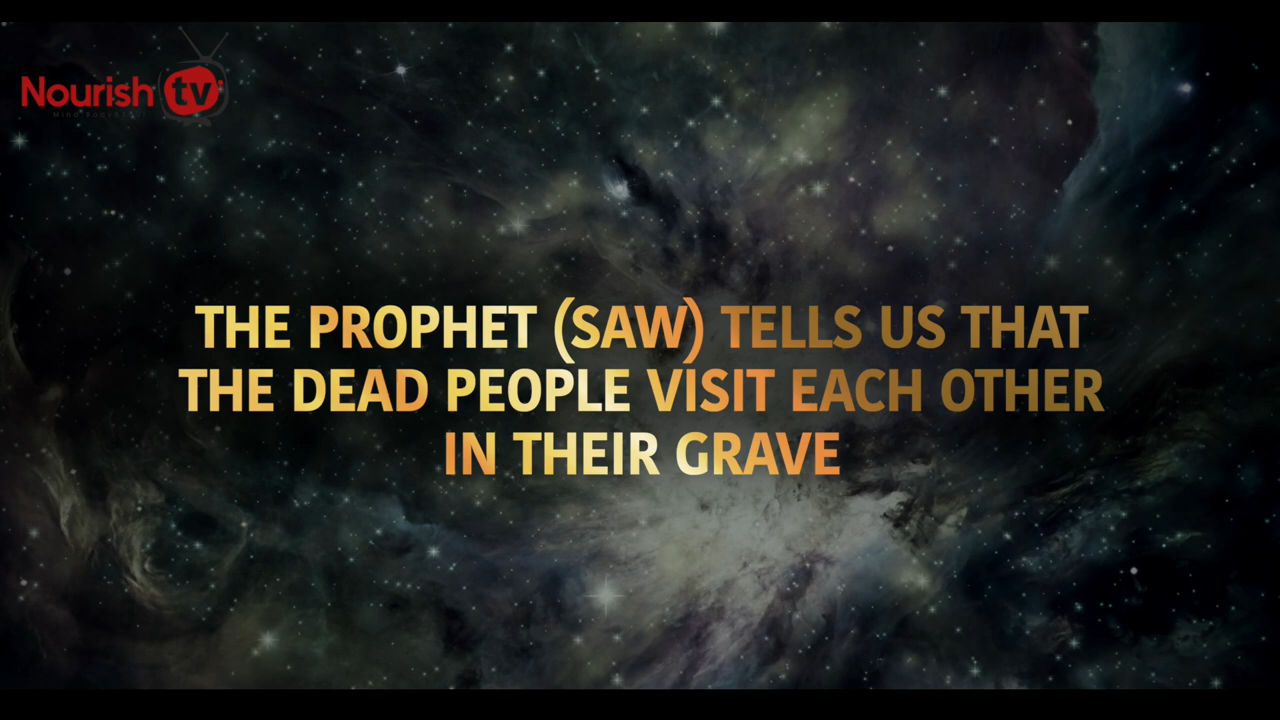 Nourish tv
THE PROPHET (SAW) TELLS US THAT
THE DEAD PEOPLE VISIT EACH OTHER
IN THEIR GRAVE